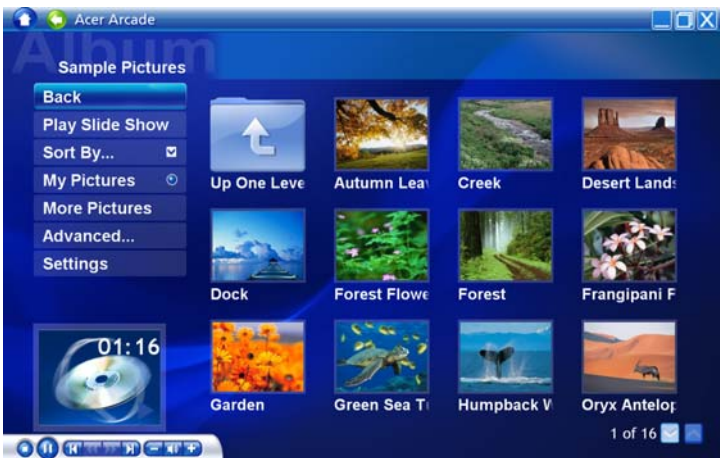 Acer Arcade
Album
Sample Pictures
Back
Play Slide Show
Sort By...
My Pictures
More Pictures
Advanced...
Settings
01:16
Up One Leve
Autumn Lea
Creek
Desert Lands
Dock
Forest Flowe
Forest
Frangipani F
Garden
Green Sea T
Humpback W
Oryx Antelop
1 of 16